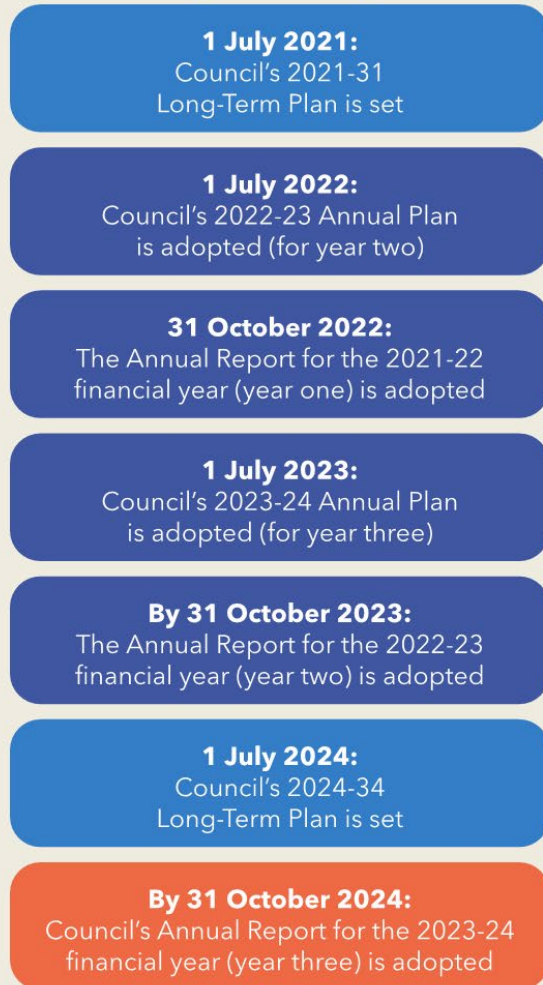 1 July 2021:
Council’s 2021-31
Long-Term Plan is set
1 July 2022:
Council’s 2022-23 Annual Plan
is adopted (for year two)
31 October 2022:
The Annual Report for the 2021-22
financial year (year one) is adopted
1 July 2023:
Council’s 2023-24 Annual Plan
is adopted (for year three)
By 31 October 2023:
The Annual Report for the 2022-23
financial year (year two) is adopted
1 July 2024:
Council’s 2024-34
Long-Term Plan is set
By 31 October 2024:
Council’s Annual Report for the 2023-24
financial year (year three) is adopted